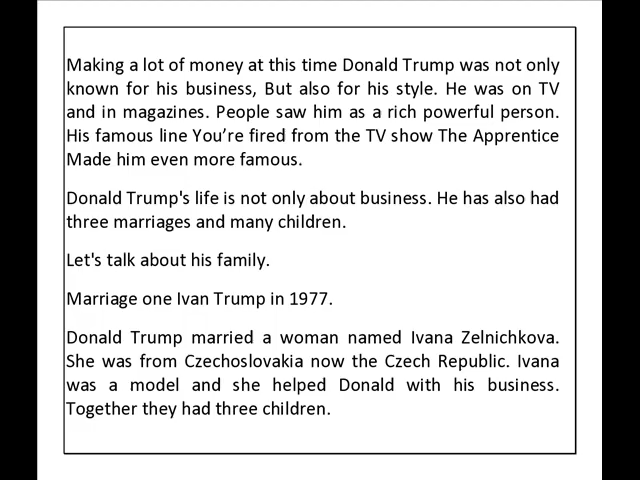 Making a lot of money at this time Donald Trump was not only
known for his business, But also for his style. He was on TV
and in magazines. People saw him as a rich powerful person.
His famous line You’re fired from the TV show The Apprentice
Made him even more famous.
Donald Trump's life is not only about business. He has also had
three marriages and many children.
Let's talk about his family.
Marriage one Ivan Trump in 1977.
Donald Trump married a woman named Ivana Zelnichkova.
She was from Czechoslovakia now the Czech Republic. Ivana
was a model and she helped Donald with his business.
Together they had three children.